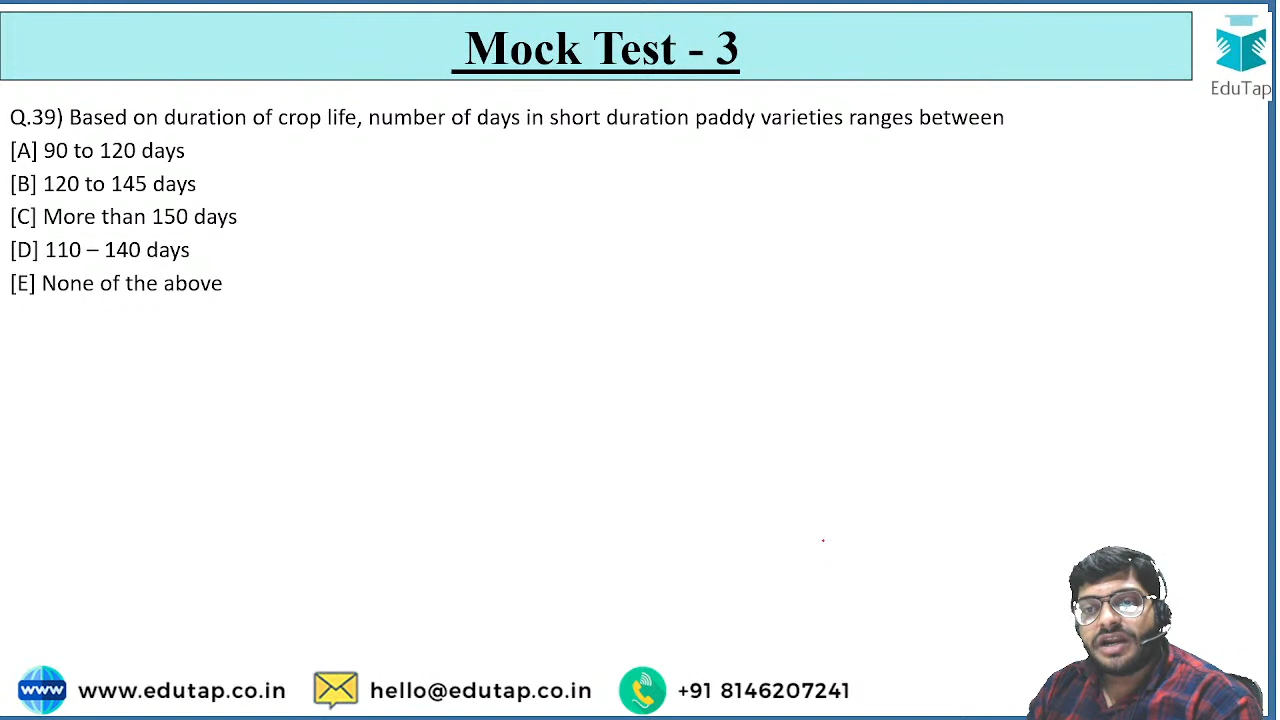 Mock Test - 3
EduTap
Q.39) Based on duration of crop life, number of days in short duration paddy varieties ranges between
[A] 90 to 120 days
[B] 120 to 145 days
[C] More than 150 days
[D] 110 – 140 days
[E] None of the above
www www.edutap.co.in hello@edutap.co.in +91 8146207241